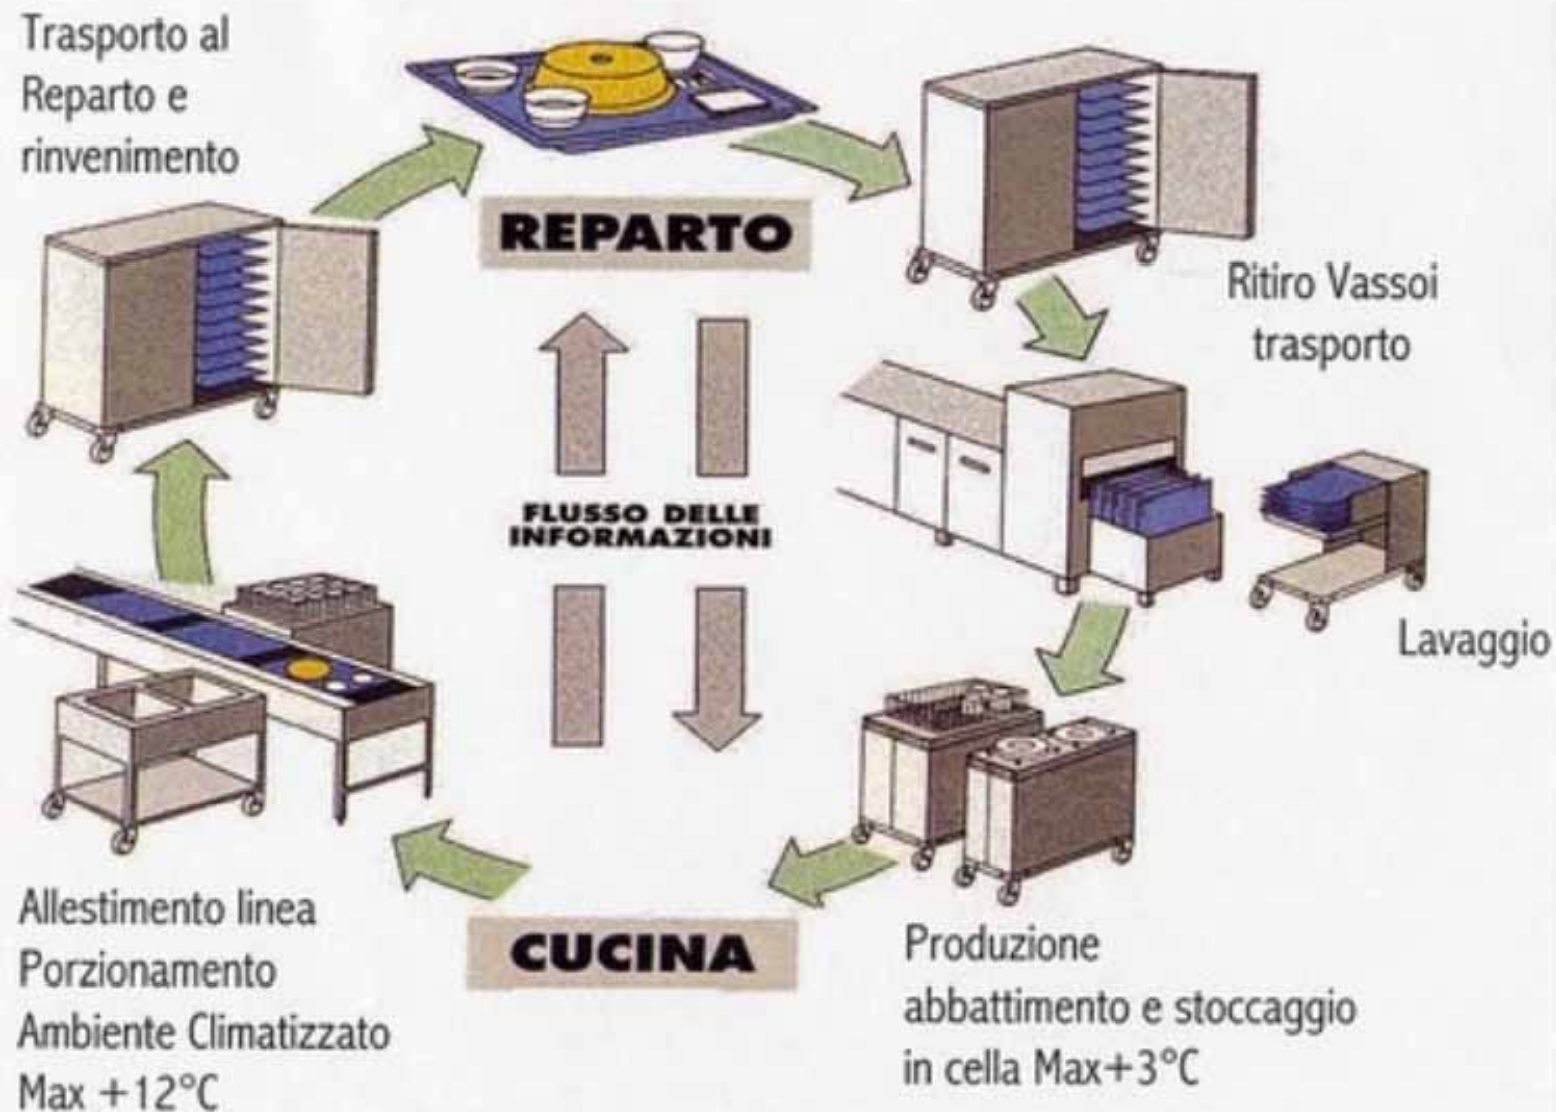 Trasporto al
Reparto e
rinvenimento
REPARTO
Ritiro Vassoi
trasporto
FLUSSO DELLE
INFORMAZIONI
Lavaggio
CUCINA
Allestimento linea
Porzionamento
Ambiente Climatizzato
Max +12°C
Produzione
abbattimento e stoccaggio
in cella Max+3°C